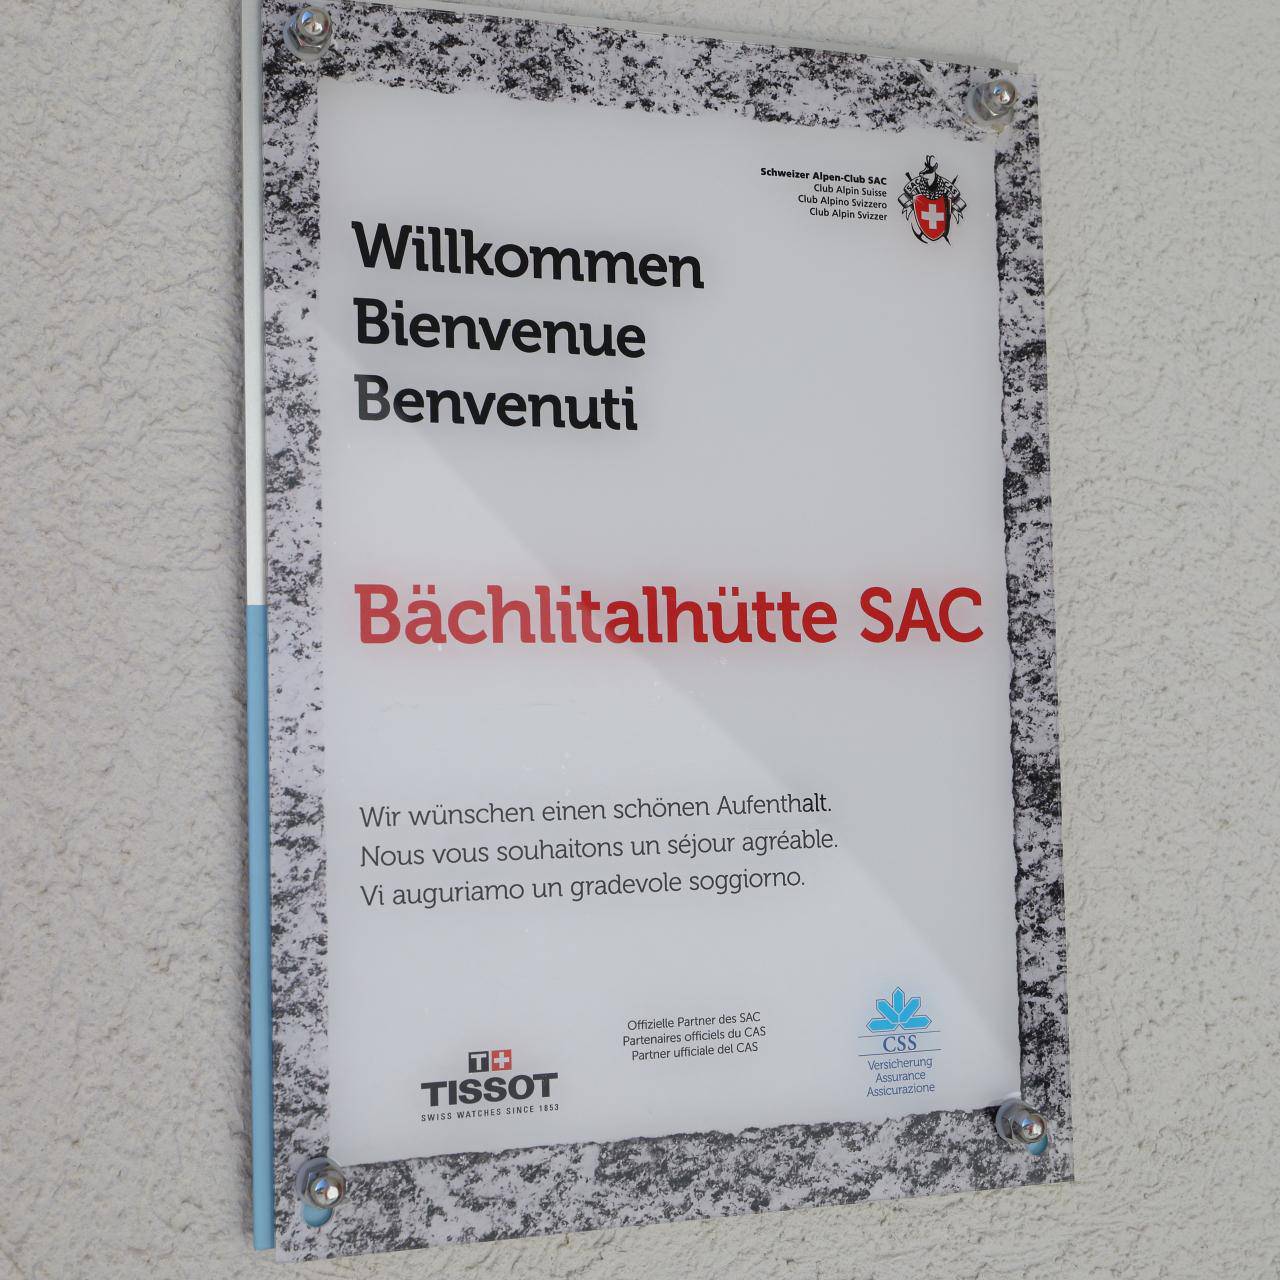 Schweizer Alpen-Club SAC
Club Alpin Suisse
Club Alpino Svizzero
Club Alpin Svizzer
SAC CAS
Willkommen
Bienvenue
Benvenuti
Bächlitalhütte SAC
Wir wünschen einen schönen Aufenthalt.
Nous vous souhaitons un séjour agréable.
Vi auguriamo un gradevole soggiorno.
Offizielle Partner des SAC
Partenaires officiels du CAS
Partner ufficiale del CAS
T+
TISSOT
SWISS WATCHES SINCE 1853
CSS
Versicherung
Assurance
Assicurazione